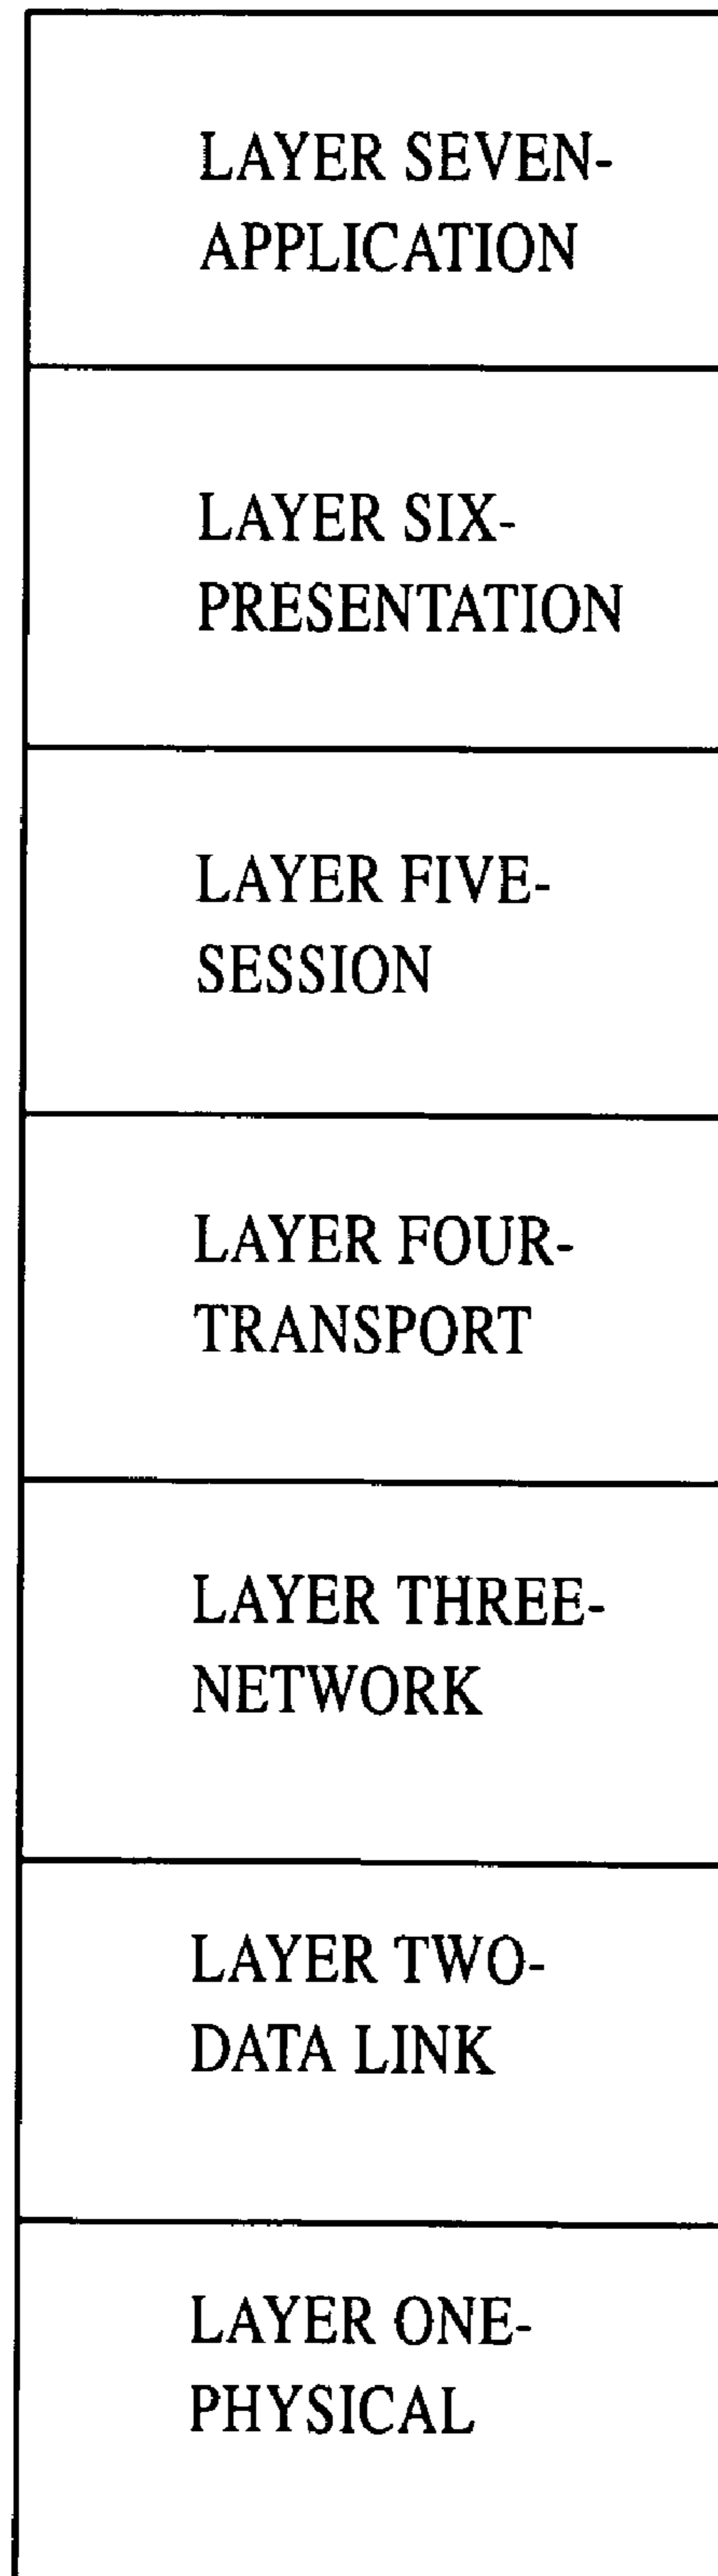 LAYER SEVEN-
APPLICATION
LAYER SIX-
PRESENTATION
LAYER FIVE-
SESSION
LAYER FOUR-
TRANSPORT
LAYER THREE-
NETWORK
LAYER TWO-
DATA LINK
LAYER ONE-
PHYSICAL